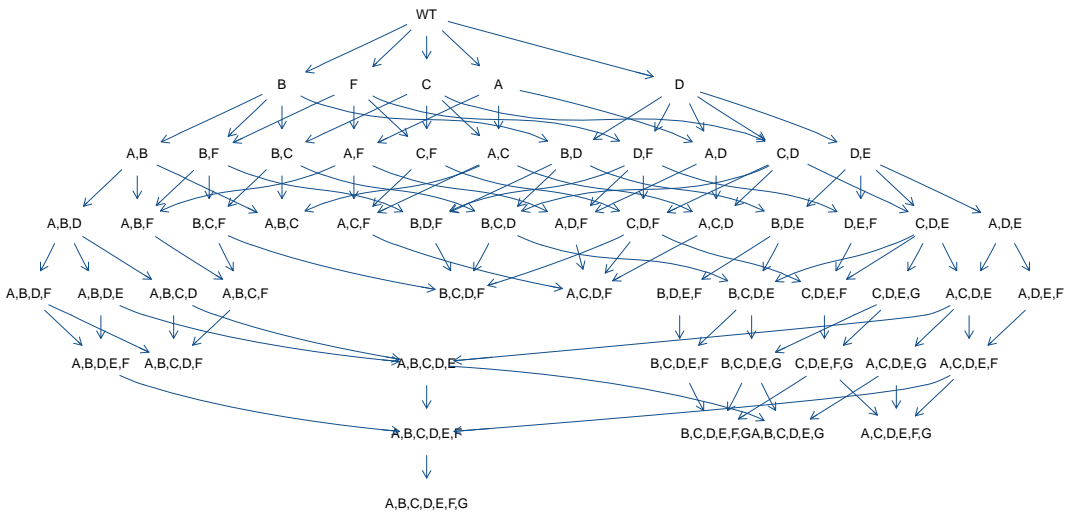 WT
B F C A D
A,B B,F B,C A,F C,F A,C B,D D,F A,D C,D D,E
A,B,D A,B,F B,C,F A,B,C A,C,F B,D,F B,C,D A,D,F C,D,F A,C,D B,D,E D,E,F C,D,E A,D,E
A,B,D,F A,B,D,E A,B,C,D A,B,C,F B,C,D,F A,C,D,F B,D,E,F B,C,D,E C,D,E,F C,D,E,G A,C,D,E A,D,E,F
A,B,D,E,F A,B,C,D,F A,B,C,D,E B,C,D,E,F B,C,D,E,G C,D,E,F,G A,C,D,E,G A,C,D,E,F
A,B,C,D,E,F B,C,D,E,F,G A,B,C,D,E,G A,C,D,E,F,G
A,B,C,D,E,F,G